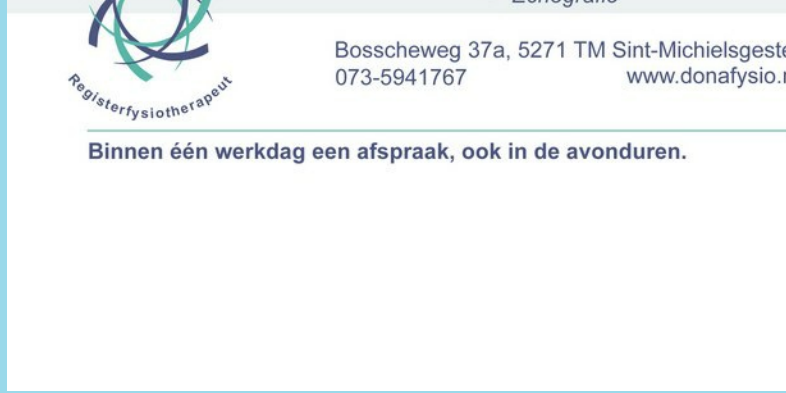 Bosscheweg 37a, 5271 TM Sint-Michielsgeste
073-5941767 www.donafysio.n
Registerfysiotherapeut
Binnen één werkdag een afspraak, ook in de avonduren.